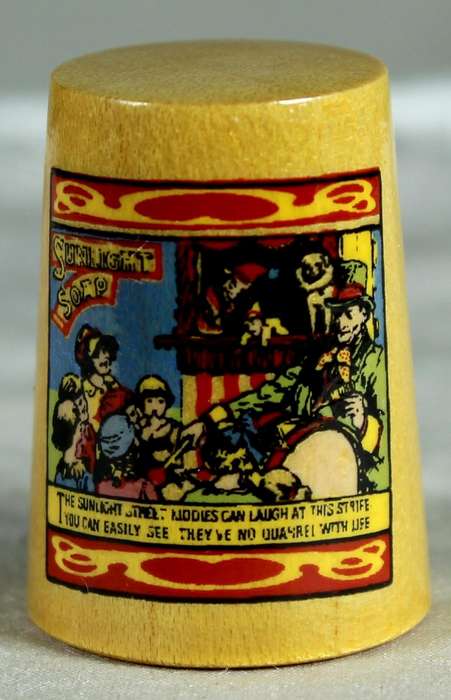 SUNLIGHT
SOAP
THE SUNLIGHT STREET KIDDIES CAN LAUGH AT THIS STRIFE
YOU CAN EASILY SEE THEY'VE NO QUARREL WITH LIFE